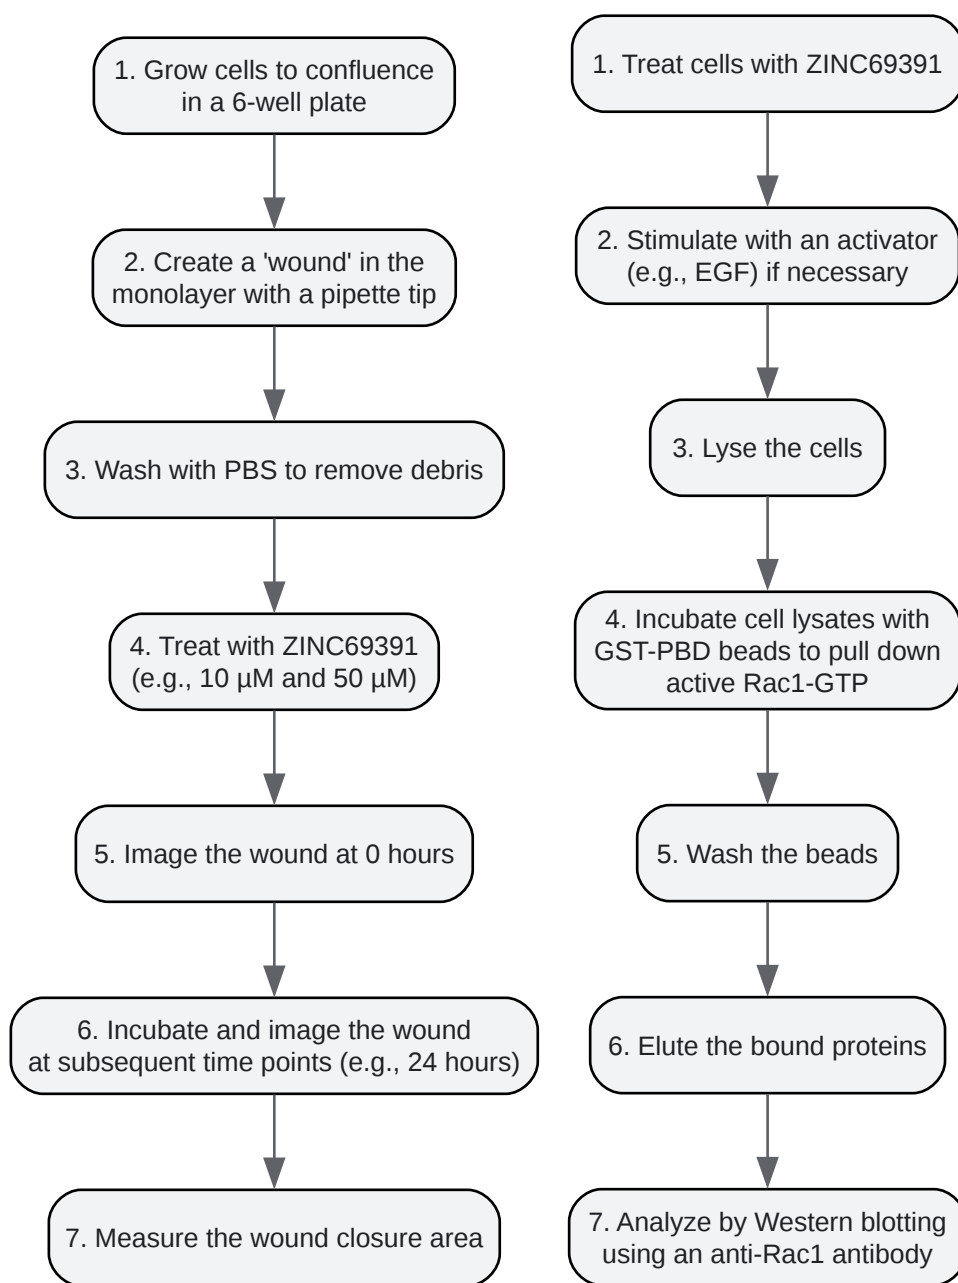 1. Grow cells to confluence
in a 6-well plate
2. Create a 'wound' in the
monolayer with a pipette tip
3. Wash with PBS to remove debris
4. Treat with ZINC69391
(e.g., 10 µM and 50 µM)
5. Image the wound at 0 hours
6. Incubate and image the wound
at subsequent time points (e.g., 24 hours)
7. Measure the wound closure area
1. Treat cells with ZINC69391
2. Stimulate with an activator
(e.g., EGF) if necessary
3. Lyse the cells
4. Incubate cell lysates with
GST-PBD beads to pull down
active Rac1-GTP
5. Wash the beads
6. Elute the bound proteins
7. Analyze by Western blotting
using an anti-Rac1 antibody